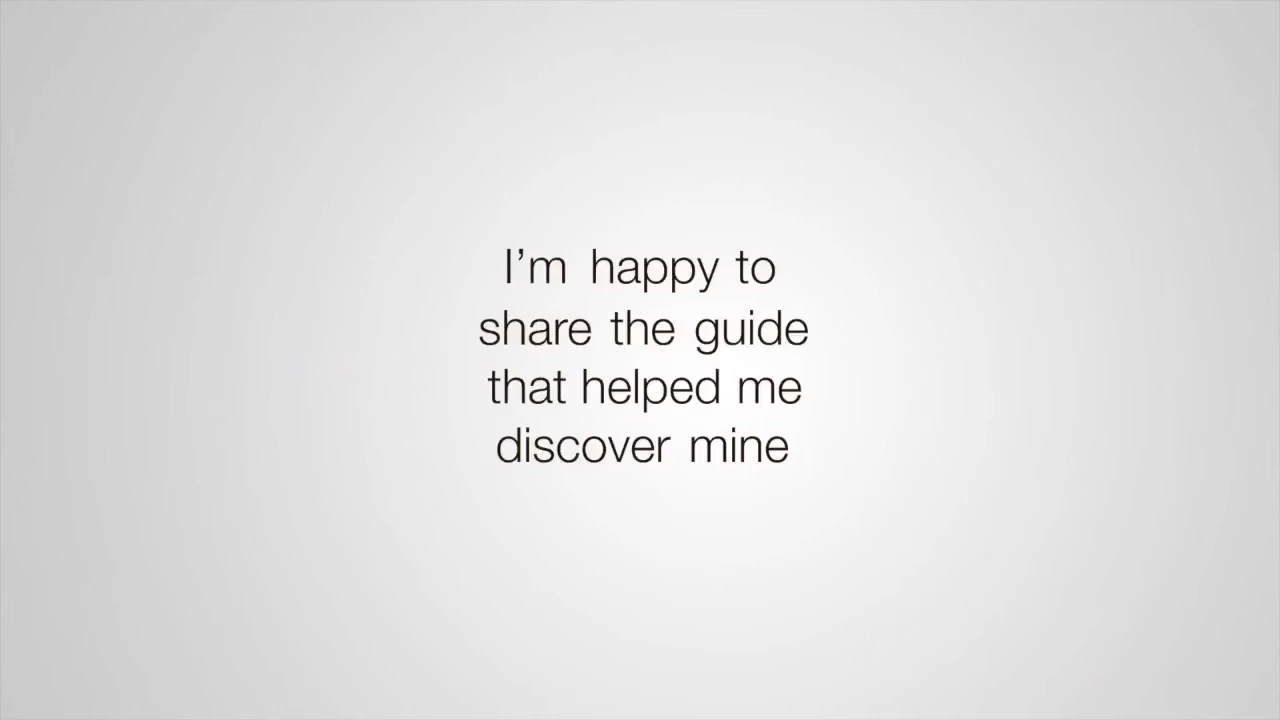 I’m happy to
share the guide
that helped me
discover mine